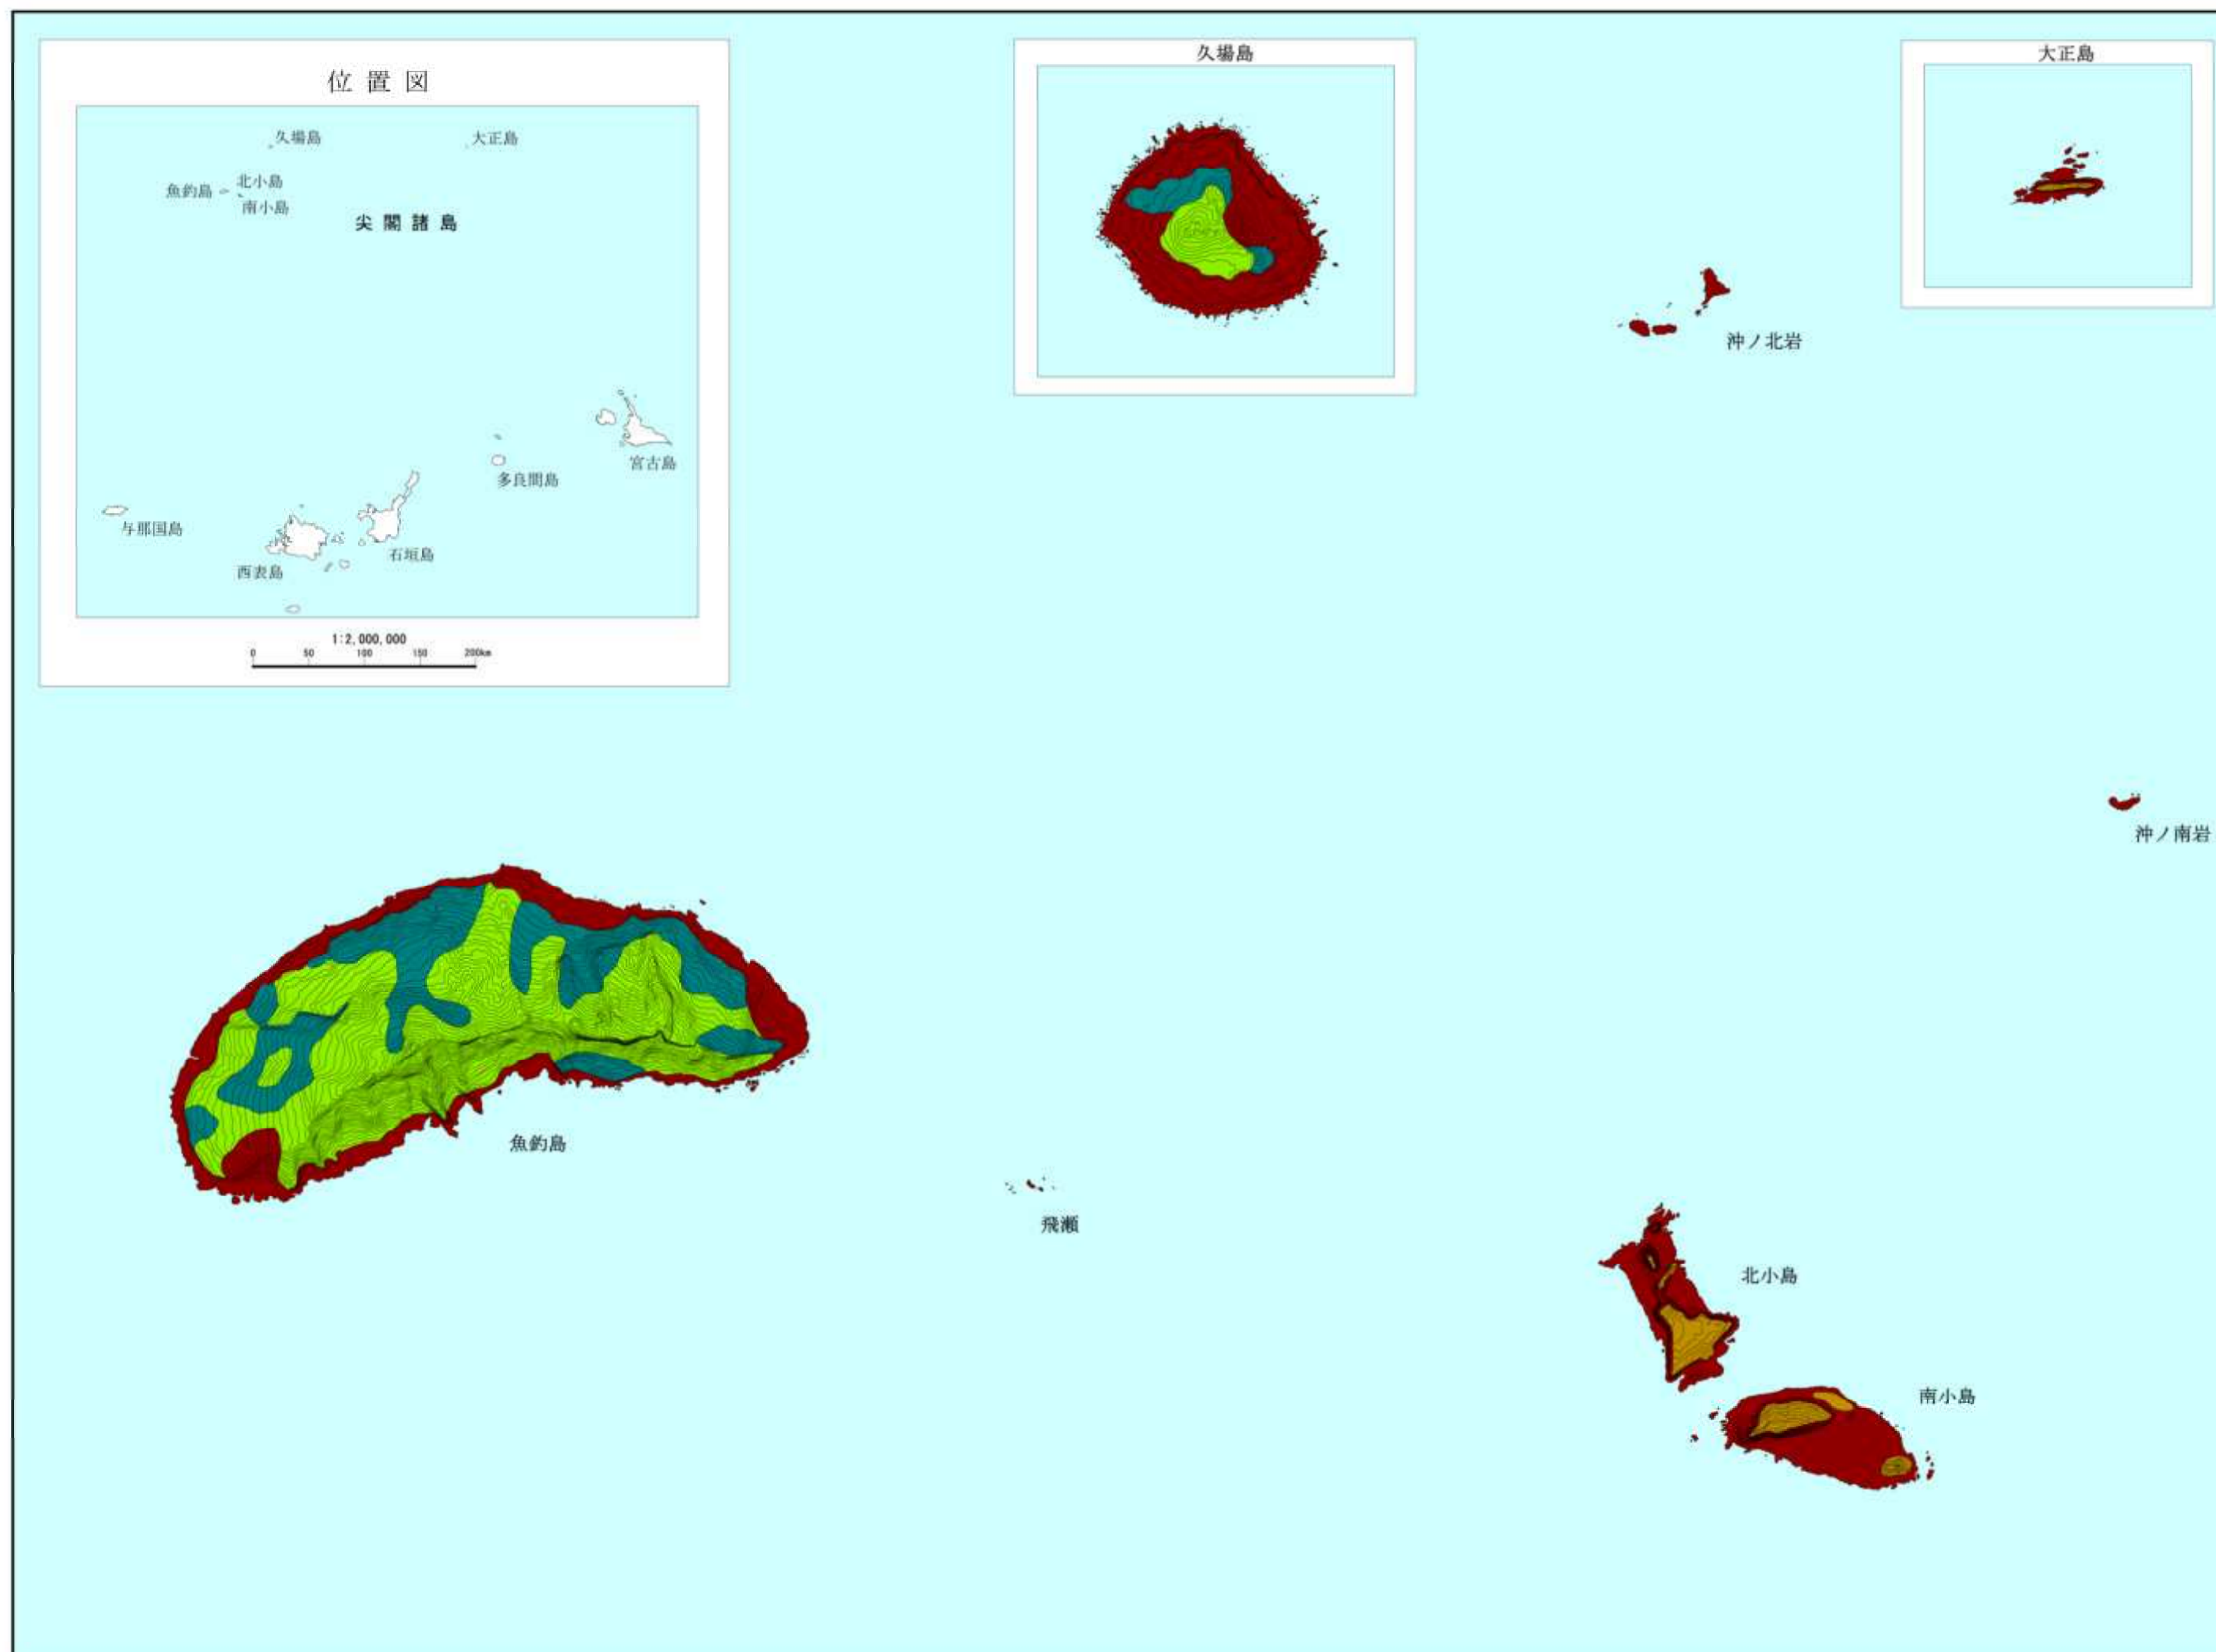 位置図
久場島
大正島
北小島
魚釣島
南小島
尖閣諸島
宮古島
多良間島
与那国島
石垣島
西表島
1:2,000,000
0 50 100 150 200km
久場島
大正島
沖ノ北岩
沖ノ南岩
魚釣島
飛瀬
北小島
南小島